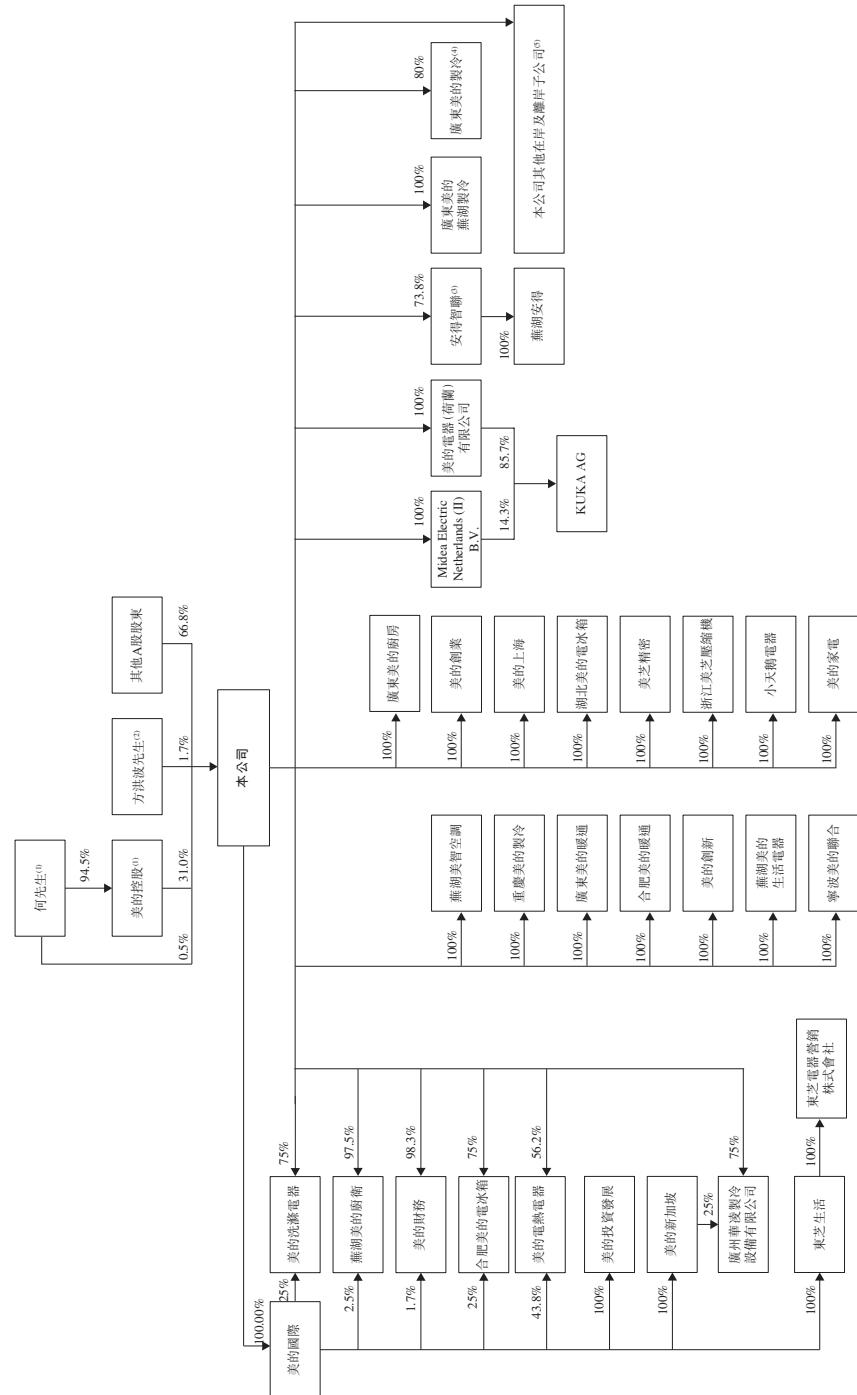 何先生(1)
94.5%
美的控股(1)
方洪波先生(2)
其他A股股東
0.5%
31.0%
1.7%
66.8%
本公司
100.00%
美的國際
25%
美的洗滌電器
75%
2.5%
蕪湖美的廚衛
97.5%
1.7%
美的財務
98.3%
25%
合肥美的電冰箱
75%
43.8%
美的電熱電器
56.2%
100%
美的投資發展
100%
美的新加坡
25%
廣州華凌製冷
設備有限公司
75%
100%
東芝生活
100%
東芝電器營銷
株式會社
100%
蕪湖美智空調
100%
重慶美的製冷
100%
廣東美的暖通
100%
合肥美的暖通
100%
美的創新
100%
蕪湖美的
生活電器
100%
寧波美的聯合
100%
廣東美的廚房
100%
美的創業
100%
美的上海
100%
湖北美的電冰箱
100%
美芝精密
100%
浙江美芝壓縮機
100%
小天鵝電器
100%
美的家電
100%
Midea Electric
Netherlands (II)
B.V.
100%
美的電器(荷蘭)
有限公司
14.3%
85.7%
KUKA AG
73.8%
安得智聯(3)
100%
蕪湖安得
100%
廣東美的
蕪湖製冷
80%
廣東美的製冷(4)
本公司其他在岸及離岸子公司(5)